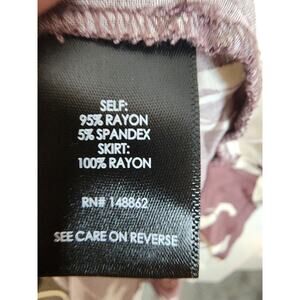 SELF:
95% RAYON
5% SPANDEX
SKIRT:
100% RAYON
RN# 148862
SEE CARE ON REVERSE